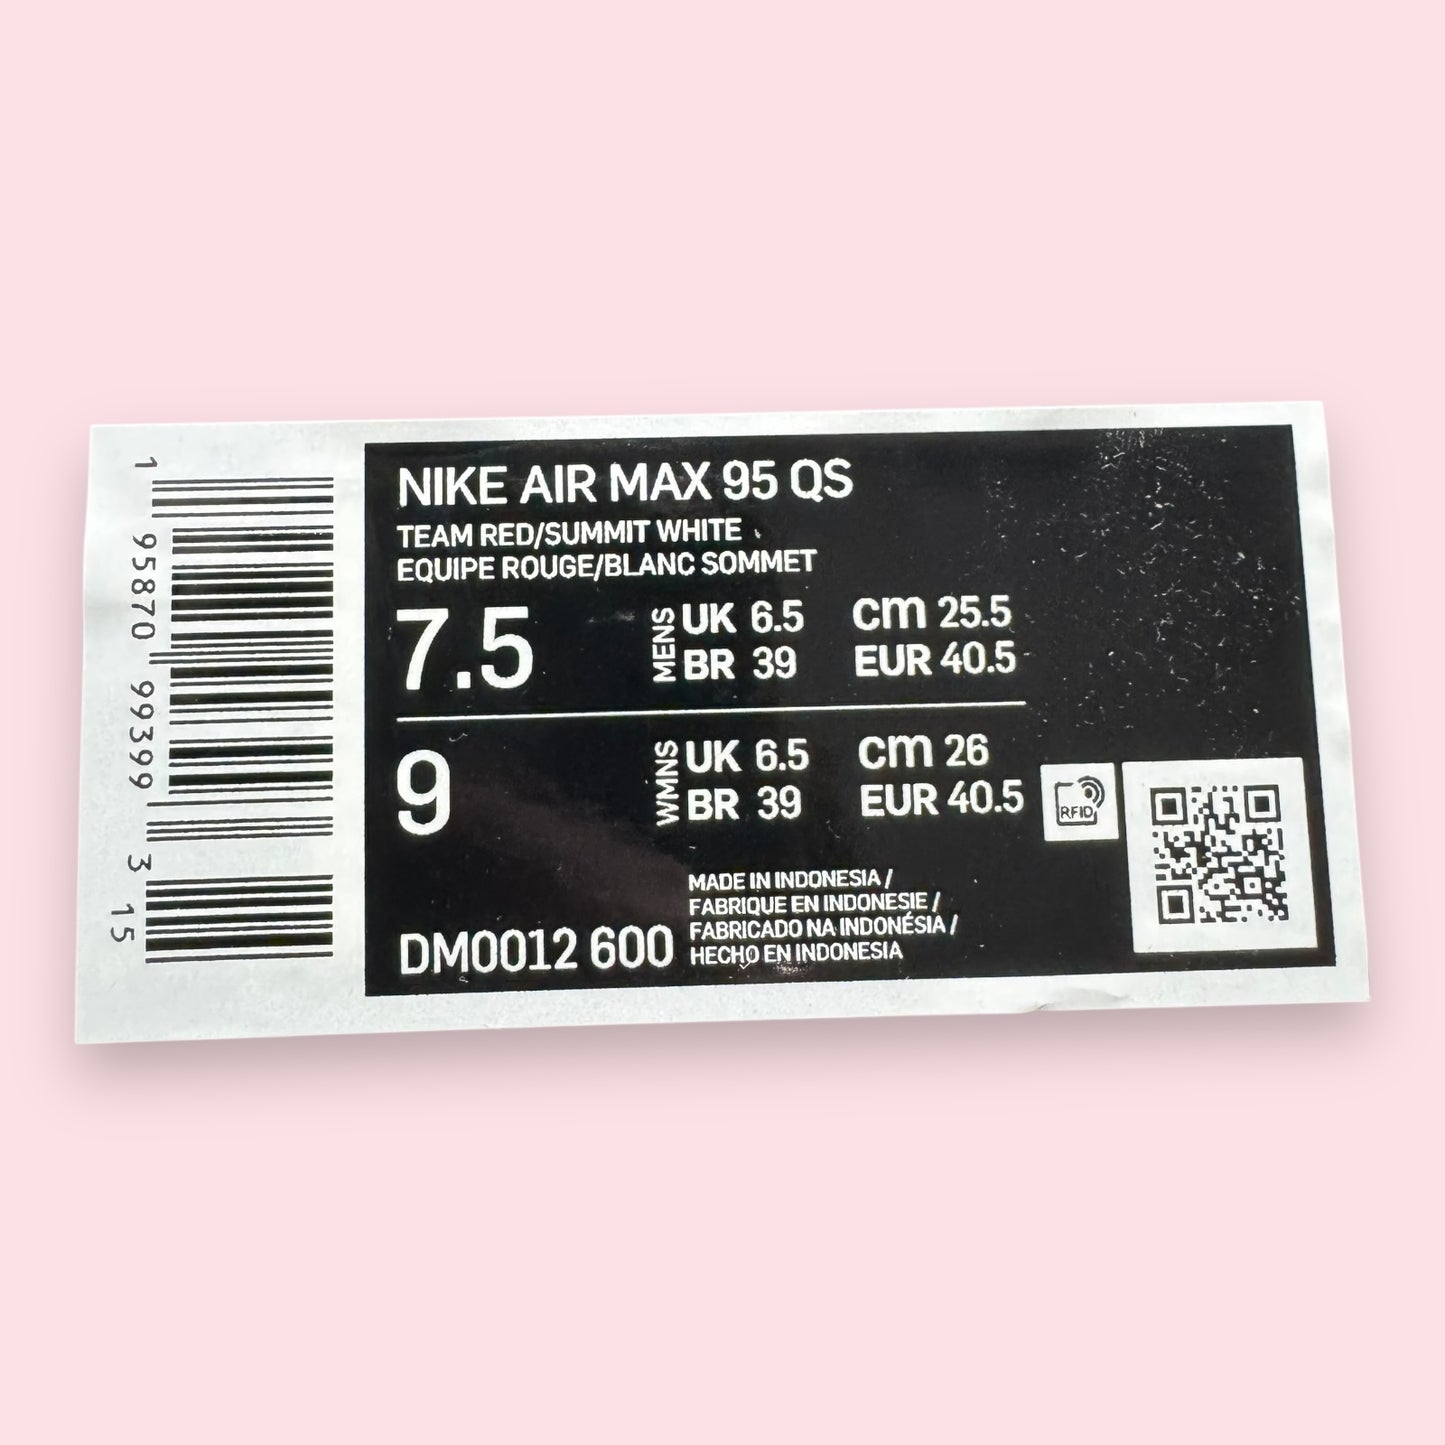 1 95870 99399 3 15
NIKE AIR MAX 95 QS
TEAM RED/SUMMIT WHITE
EQUIPE ROUGE/BLANC SOMMET
7.5 MENS UK 6.5 cm 25.5
BR 39 EUR 40.5
9 WMNS UK 6.5 cm 26
BR 39 EUR 40.5
RFID
DM0012 600
MADE IN INDONESIA /
FABRIQUE EN INDONESIE /
FABRICADO NA INDONÉSIA /
HECHO EN INDONESIA